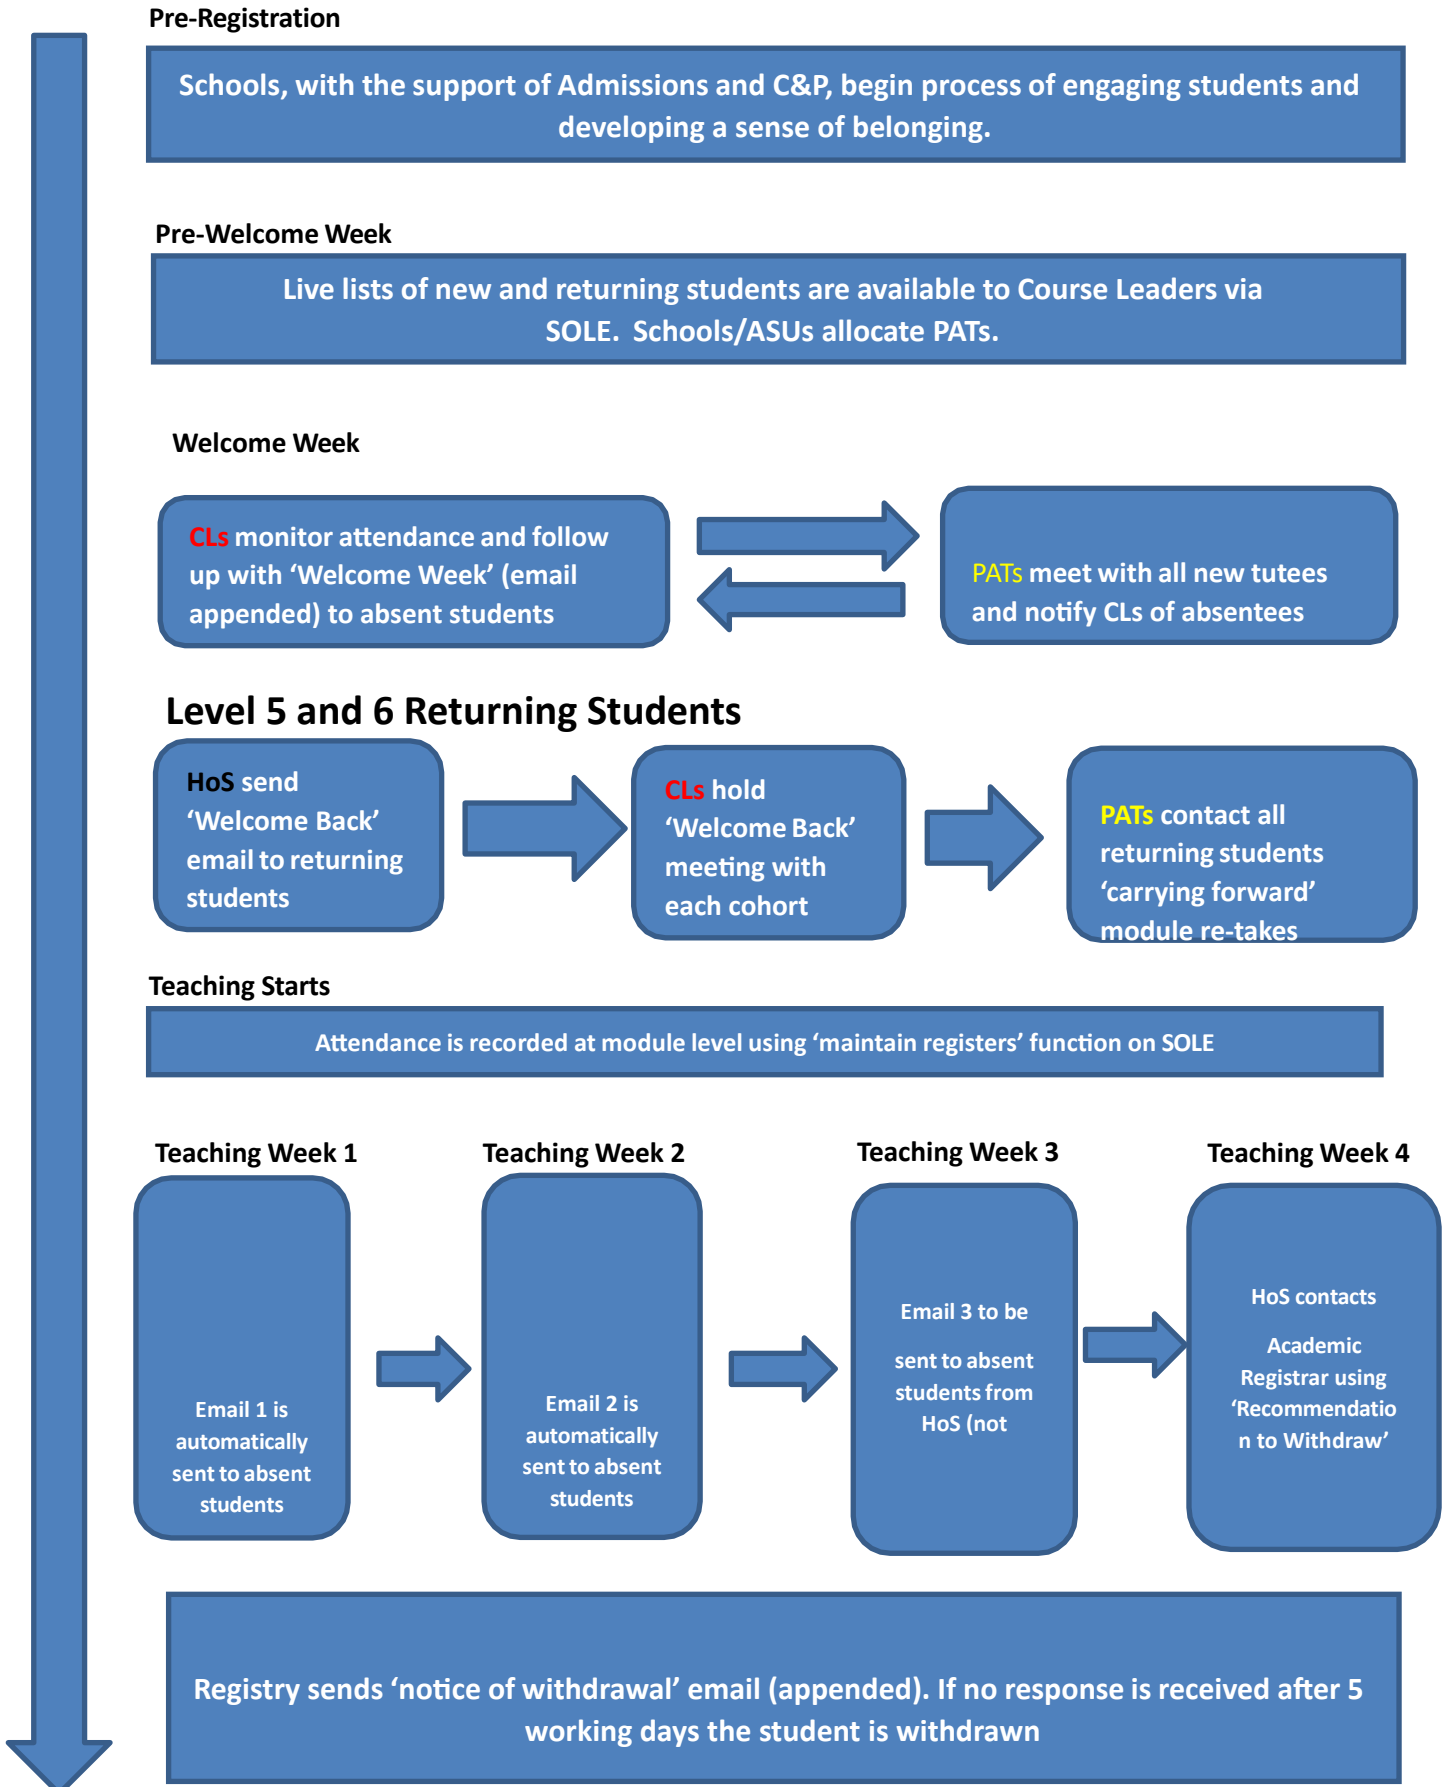 Pre-Registration
Schools, with the support of Admissions and C&P, begin process of engaging students and
developing a sense of belonging.
Pre-Welcome Week
Live lists of new and returning students are available to Course Leaders via
SOLE.  Schools/ASUs allocate PATs.
Welcome Week
CLs monitor attendance and follow
up with ‘Welcome Week’ (email
appended) to absent students
PATs meet with all new tutees
and notify CLs of absentees
Level 5 and 6 Returning Students
HoS send
‘Welcome Back’
email to returning
students
CLs hold
‘Welcome Back’
meeting with
each cohort
PATs contact all
returning students
‘carrying forward’
module re-takes
Teaching Starts
Attendance is recorded at module level using ‘maintain registers’ function on SOLE
Teaching Week 1
Email 1 is
automatically
sent to absent
students
Teaching Week 2
Email 2 is
automatically
sent to absent
students
Teaching Week 3
Email 3 to be
sent to absent
students from
HoS (not
Teaching Week 4
HoS contacts
Academic
Registrar using
‘Recommendatio
n to Withdraw’
Registry sends ‘notice of withdrawal’ email (appended). If no response is received after 5
working days the student is withdrawn